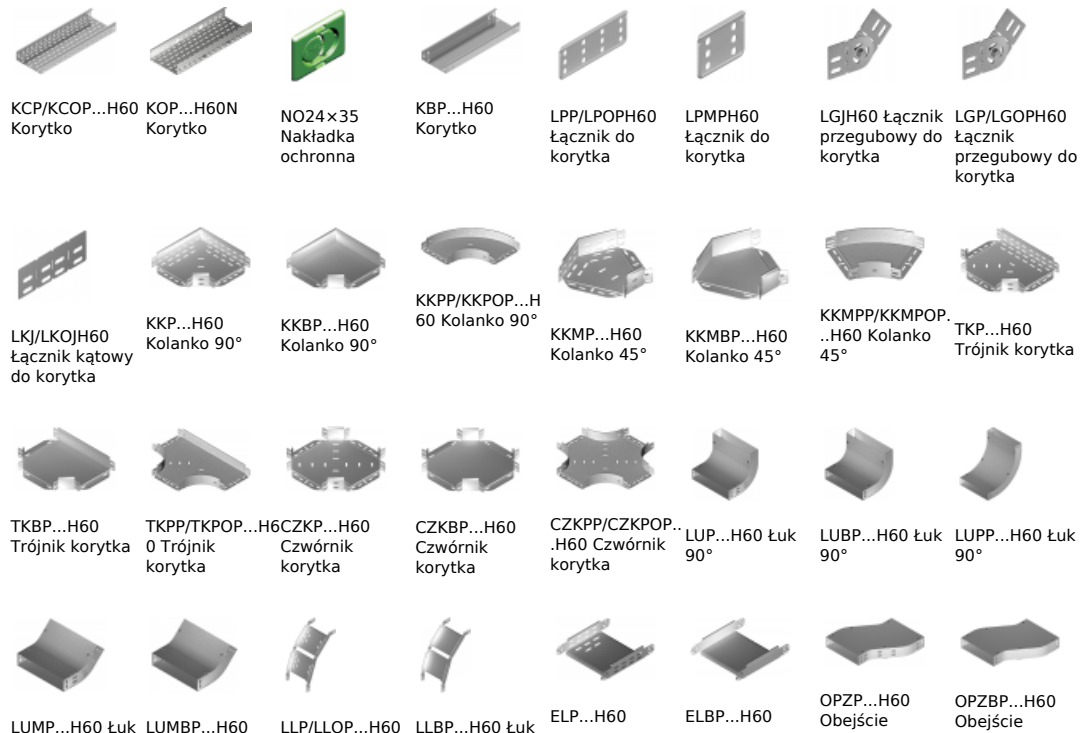 KCP/KCOP...H60
Korytko
KOP...H60N
Korytko
NO24×35
Nakładka
ochronna
KBP...H60
Korytko
LPP/LPOPH60
Łącznik do
korytka
LPMPH60
Łącznik do
korytka
LGJH60 Łącznik
przegubowy do
korytka
LGP/LGOPH60
Łącznik
przegubowy do
korytka
LKJ/LKOJH60
Łącznik kątowy
do korytka
KKP...H60
Kolanko 90°
KKBP...H60
Kolanko 90°
KKPP/KKPOP...H
60 Kolanko 90°
KKMP...H60
Kolanko 45°
KKMBP...H60
Kolanko 45°
KKMPP/KKMPOP.
..H60 Kolanko
45°
TKP...H60
Trójnik korytka
TKBP...H60
Trójnik korytka
TKPP/TKPOP...H6
0 Trójnik
korytka
CZKP...H60
Czwórnik
korytka
CZKBP...H60
Czwórnik
korytka
CZKPP/CZKPOP..
.H60 Czwórnik
korytka
LUP...H60 Łuk
90°
LUBP...H60 Łuk
90°
LUPP...H60 Łuk
90°
LUMP...H60 Łuk
LUMBP...H60
LLP/LLOP...H60
LLBP...H60 Łuk
ELP...H60
ELBP...H60
OPZP...H60
Obejście
OPZBP...H60
Obejście